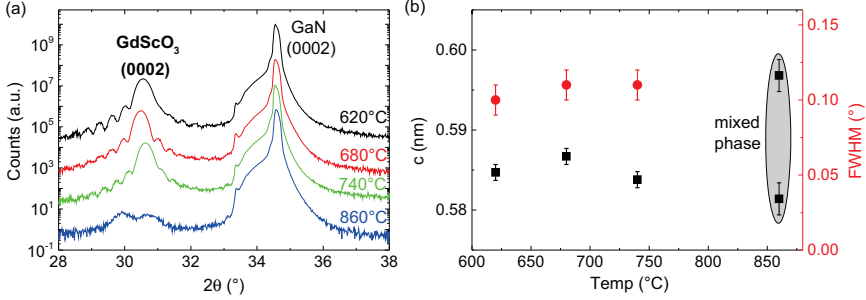 (a)
GdScO3
(0002)
GaN
(0002)
620°C
680°C
740°C
860°C
10^9
10^7
10^5
10^3
10^1
10^-1
Counts (a.u.)
28 30 32 34 36 38
2θ (°)
(b)
mixed
phase
0.60
0.59
0.58
c (nm)
0.15
0.10
0.05
0.00
FWHM (°)
600 650 700 750 800 850
Temp (°C)